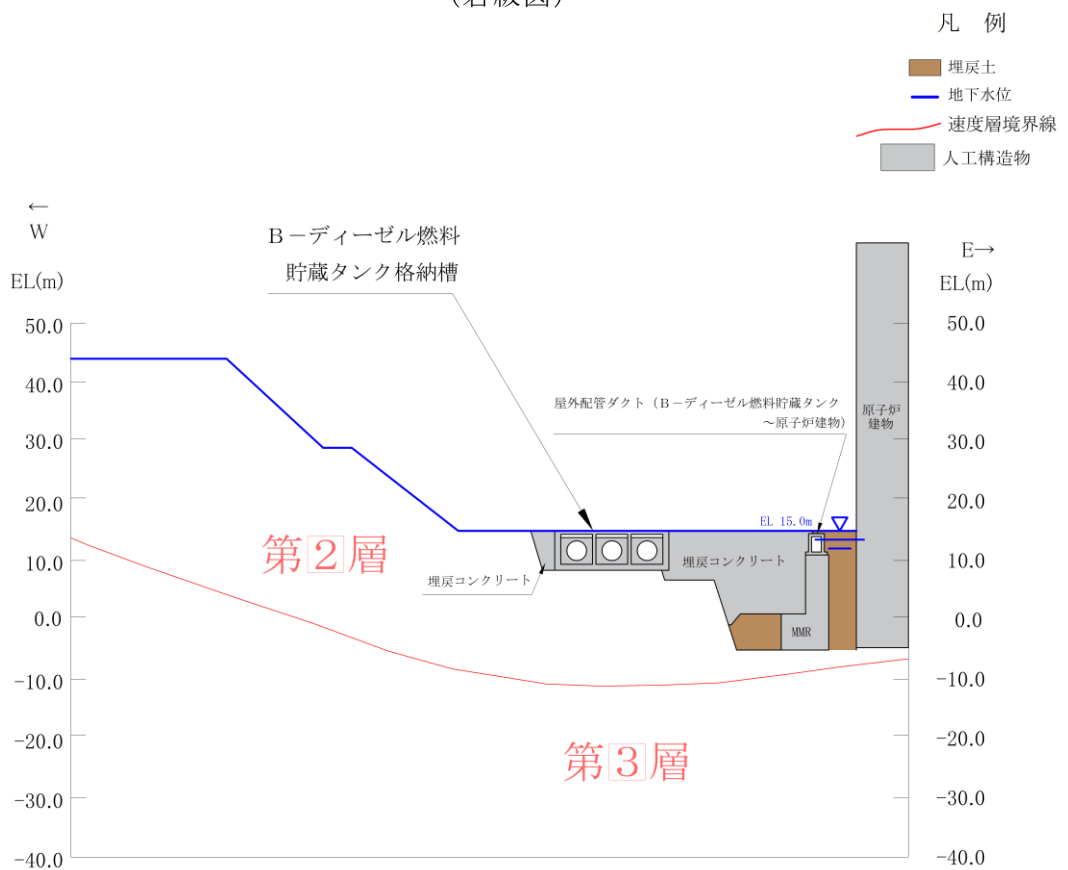 (岩級図)
凡 例
埋戻土
地下水位
速度層境界線
人工構造物
←
W
EL(m)
E→
EL(m)
B-ディーゼル燃料
貯蔵タンク格納槽
屋外配管ダクト(B-ディーゼル燃料貯蔵タンク
~原子炉建物)
原子炉
建物
50.0
40.0
30.0
20.0
10.0
0.0
-10.0
-20.0
-30.0
-40.0
EL 15.0m
第2層
埋戻コンクリート
埋戻コンクリート
MMR
第3層
50.0
40.0
30.0
20.0
10.0
0.0
-10.0
-20.0
-30.0
-40.0